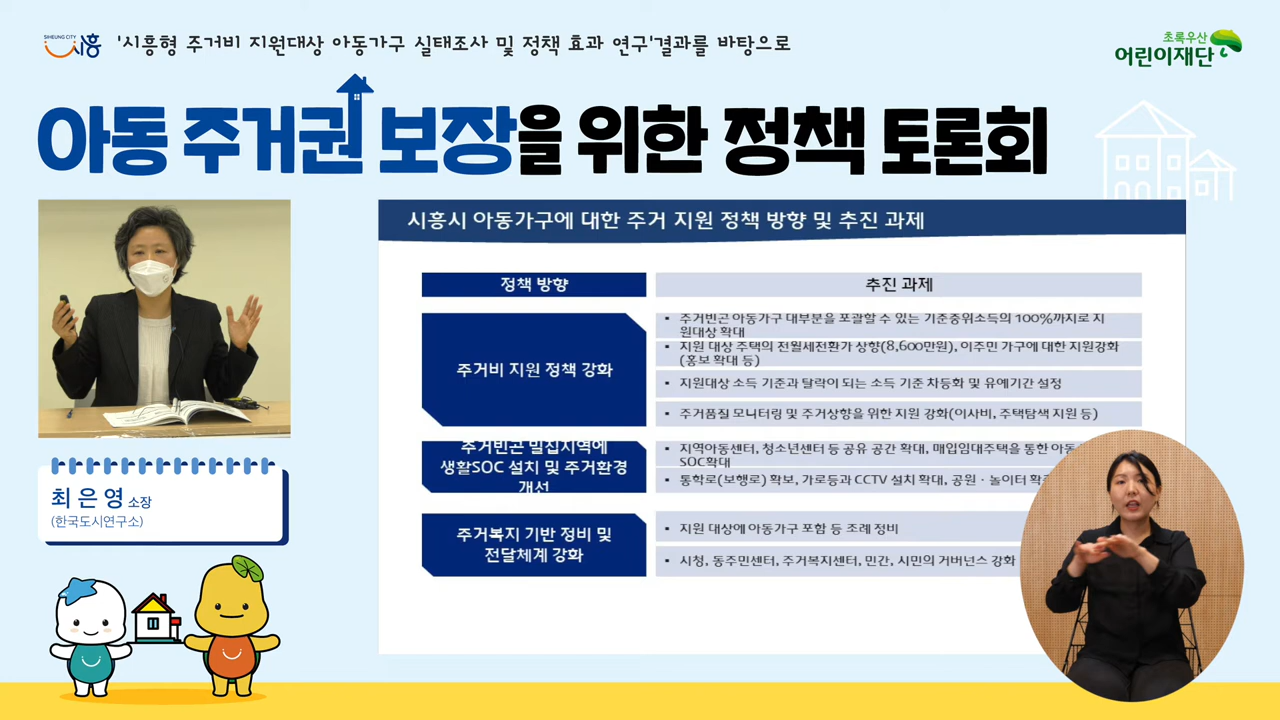 SIHEUNG CITY
시흥
'시흥형 주거비 지원대상 아동가구 실태조사 및 정책 효과 연구'결과를 바탕으로
초록우산
어린이재단
아동 주거권 보장을 위한 정책 토론회
시흥시 아동가구에 대한 주거 지원 정책 방향 및 추진 과제
정책 방향
추진 과제
주거비 지원 정책 강화
▪ 주거빈곤 아동가구 대부분을 포괄할 수 있는 기준중위소득의 100%까지로 지
원대상 확대
▪ 지원 대상 주택의 전월세전환가 상향(8,600만원), 이주민 가구에 대한 지원강화
(홍보 확대 등)
▪ 지원대상 소득 기준과 탈락이 되는 소득 기준 차등화 및 유예기간 설정
▪ 주거품질 모니터링 및 주거상향을 위한 지원 강화(이사비, 주택탐색 지원 등)
주거빈곤 밀집지역에
생활SOC 설치 및 주거환경
개선
▪ 지역아동센터, 청소년센터 등 공유 공간 확대, 매입임대주택을 통한 아동
SOC확대
▪ 통학로(보행로) 확보, 가로등과 CCTV 설치 확대, 공원 · 놀이터 확
주거복지 기반 정비 및
전달체계 강화
▪ 지원 대상에 아동가구 포함 등 조례 정비
▪ 시청, 동주민센터, 주거복지센터, 민간, 시민의 거버넌스 강화
최은영 소장
(한국도시연구소)